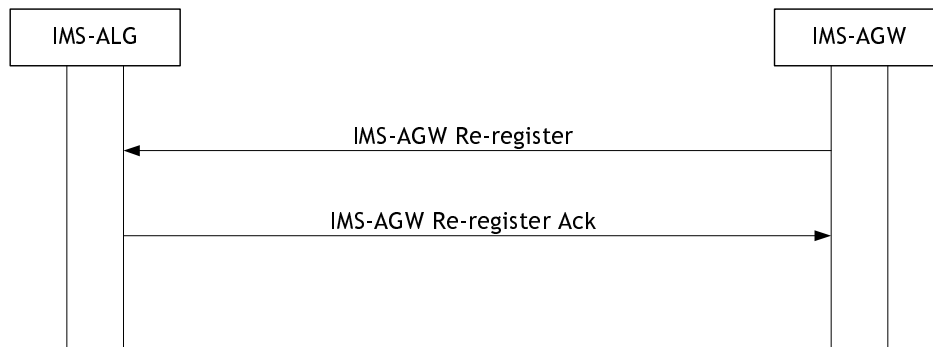 IMS-ALG
IMS-AGW
IMS-AGW Re-register
IMS-AGW Re-register Ack